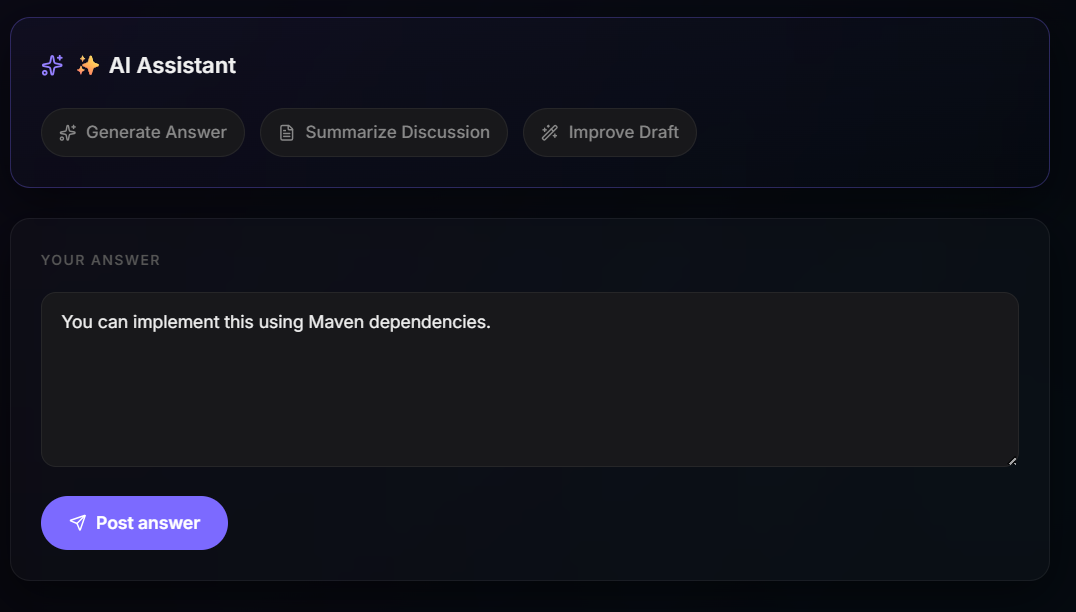 ✨ AI Assistant
Generate Answer Summarize Discussion Improve Draft
YOUR ANSWER
You can implement this using Maven dependencies.
Post answer